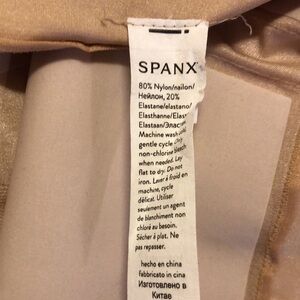 SPANX
80% Nylon/nailon/
Нейлон, 20%
Elastane/elastano/
Elasthanne/Elast
Elastaan/Эласт
Machine wash
gentle cycle
non-chlorine bleach
when needed. Lay
flat to dry. Do not
iron. Laver à froid en
machine, cycle
délicat. Utiliser
seulement un agent
de blanchiment non
chloré au besoin.
Sécher à plat. Ne
pas repasser.
hecho en china
fabbricato in cina
Изготовлено в
Китае